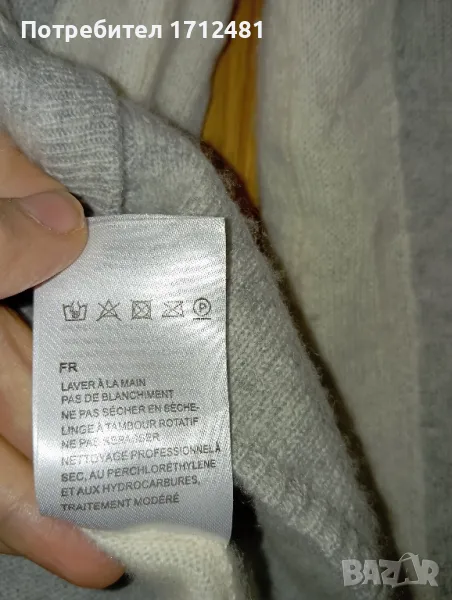 Потребител 1712481
P
FR
LAVER À LA MAIN
PAS DE BLANCHIMENT
NE PAS SÉCHER EN SÈCHE-
LINGE À TAMBOUR ROTATIF
NE PAS REPASSER
NETTOYAGE PROFESSIONNEL À
SEC, AU PERCHLORÉTHYLÈNE
ET AUX HYDROCARBURES,
TRAITEMENT MODÉRÉ
BAZAR